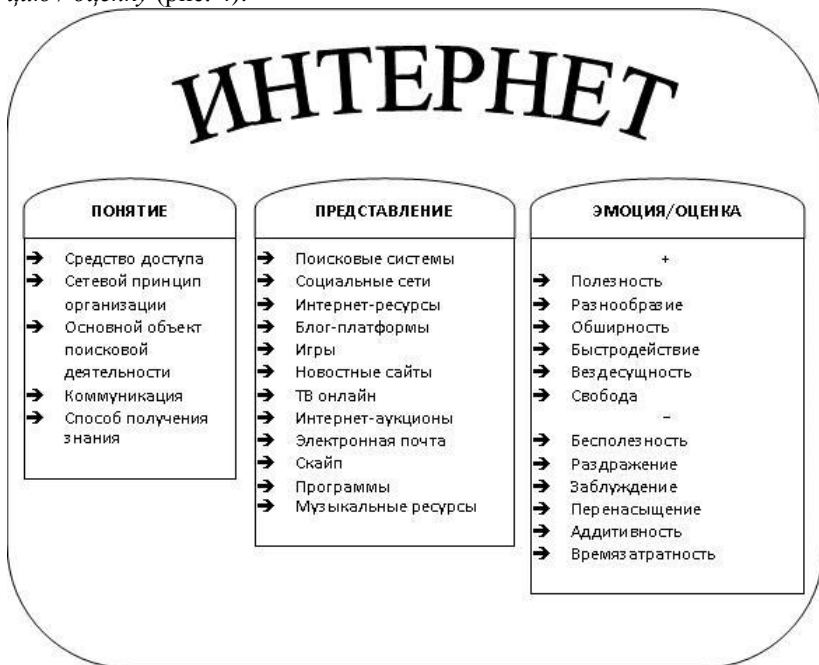 оценку
ИНТЕРНЕТ
ПОНЯТИЕ
Средство доступа
Сетевой принцип
организации
Основной объект
поисковой
деятельности
Коммуникация
Способ получения
знания
ПРЕДСТАВЛЕНИЕ
Поисковые системы
Социальные сети
Интернет-ресурсы
Блог-платформы
Игры
Новостные сайты
ТВ онлайн
Интернет-аукционы
Электронная почта
Скайп
Программы
Музыкальные ресурсы
ЭМОЦИЯ/ОЦЕНКА
+
Полезность
Разнообразие
Обширность
Быстродействие
Вездесущность
Свобода
–
Бесполезность
Раздражение
Заблуждение
Перенасыщение
Аддитивность
Времязатратность